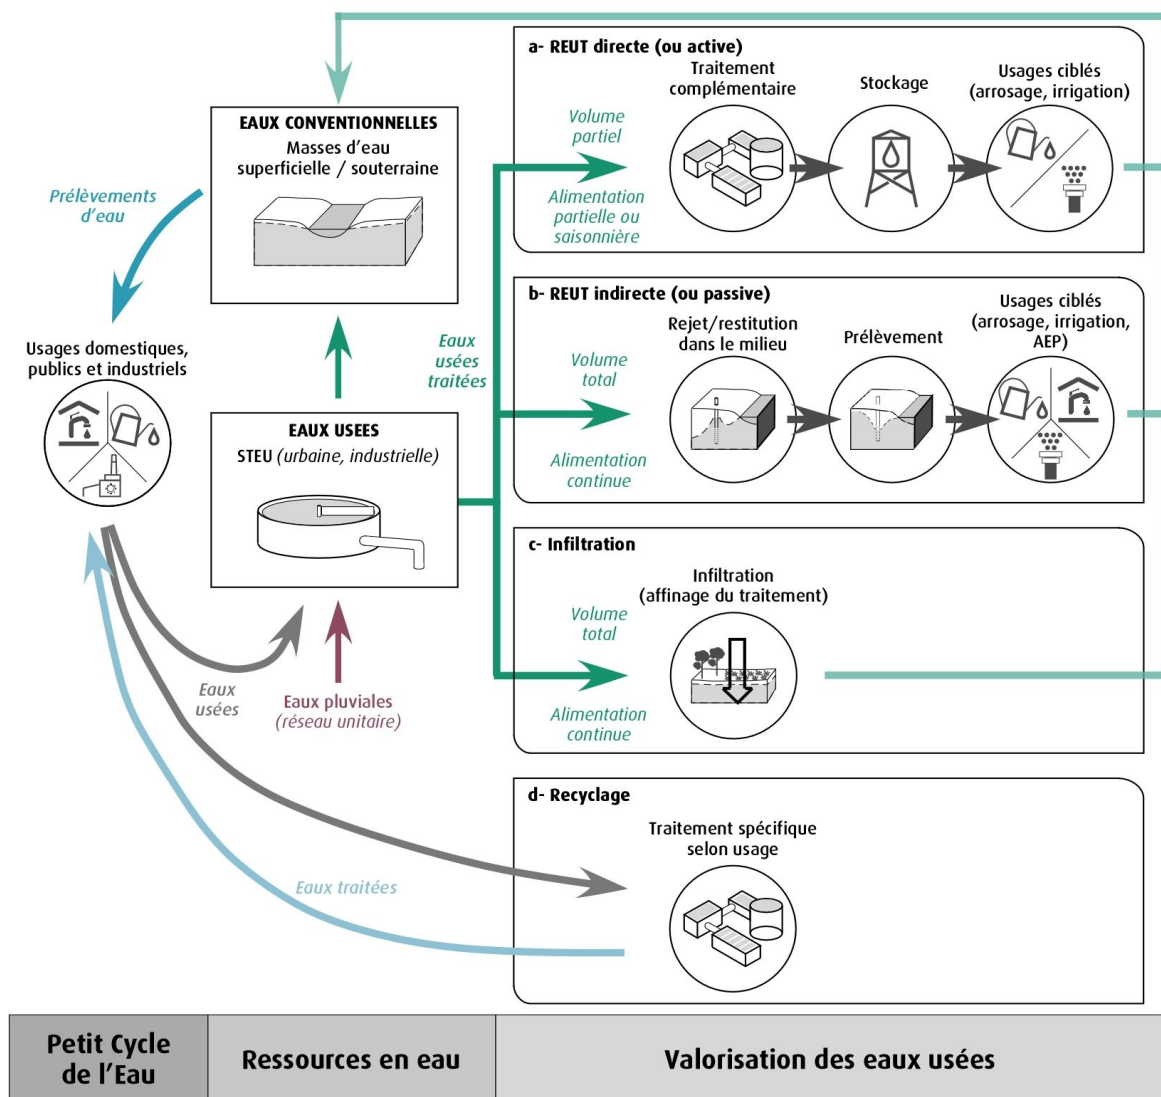 a- REUT directe (ou active)
Traitement
complémentaire
Stockage
Usages ciblés
(arrosage, irrigation)
Volume
partiel
Alimentation
partielle ou
saisonnière
EAUX CONVENTIONNELLES
Masses d'eau
superficielle / souterraine
Prélèvements
d'eau
b- REUT indirecte (ou passive)
Rejet/restitution
dans le milieu
Prélèvement
Usages ciblés
(arrosage, irrigation,
AEP)
Eaux
usées
traitées
Volume
total
Alimentation
continue
Usages domestiques,
publics et industriels
EAUX USEES
STEU (urbaine, industrielle)
c- Infiltration
Infiltration
(affinage du traitement)
Volume
total
Alimentation
continue
Eaux
usées
Eaux pluviales
(réseau unitaire)
d- Recyclage
Traitement spécifique
selon usage
Eaux traitées
Petit Cycle
de l'Eau
Ressources en eau
Valorisation des eaux usées